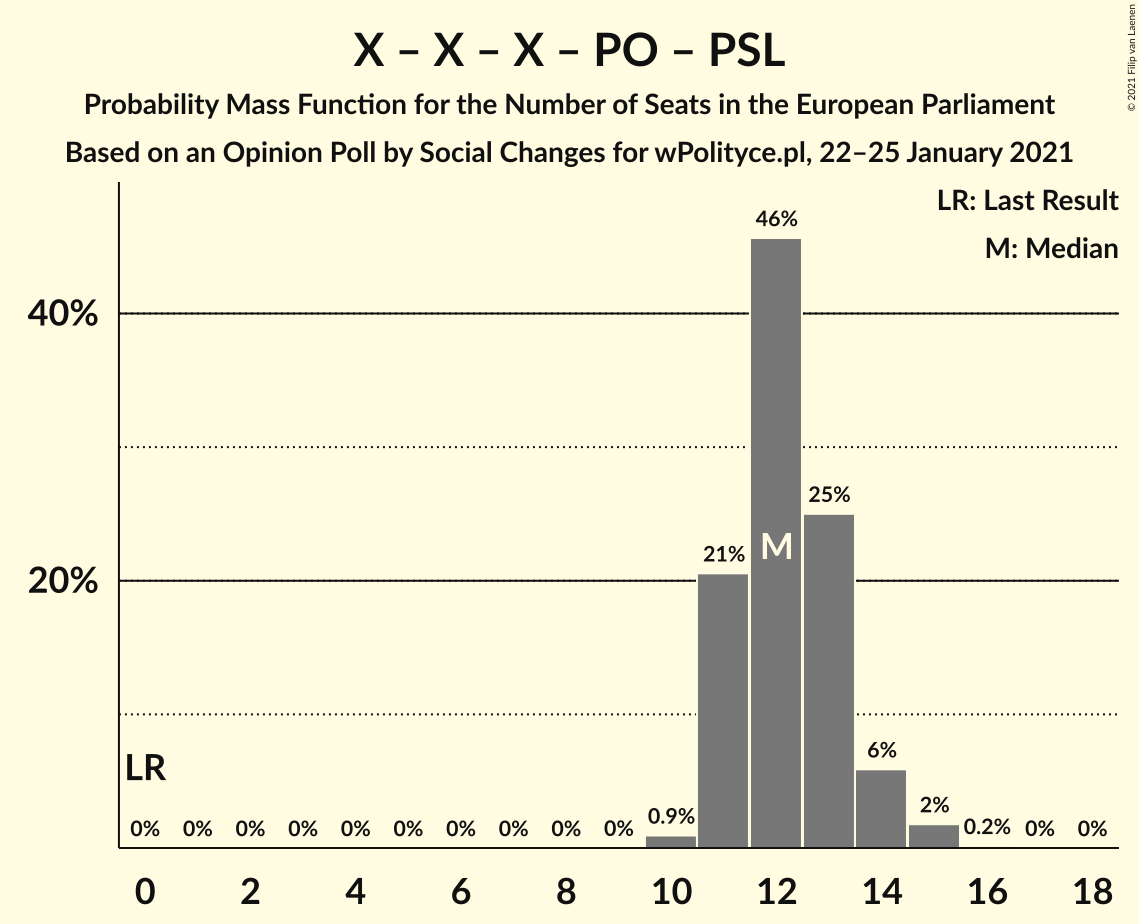 X – X – X – PO – PSL
Probability Mass Function for the Number of Seats in the European Parliament
Based on an Opinion Poll by Social Changes for wPolityce.pl, 22–25 January 2021
© 2021 Filip van Laenen
LR: Last Result
M: Median
46%
40%
25%
M
21%
20%
LR
6%
2%
0% 0% 0% 0% 0% 0% 0% 0% 0% 0% 0.9% 0.2% 0% 0%
0 2 4 6 8 10 12 14 16 18